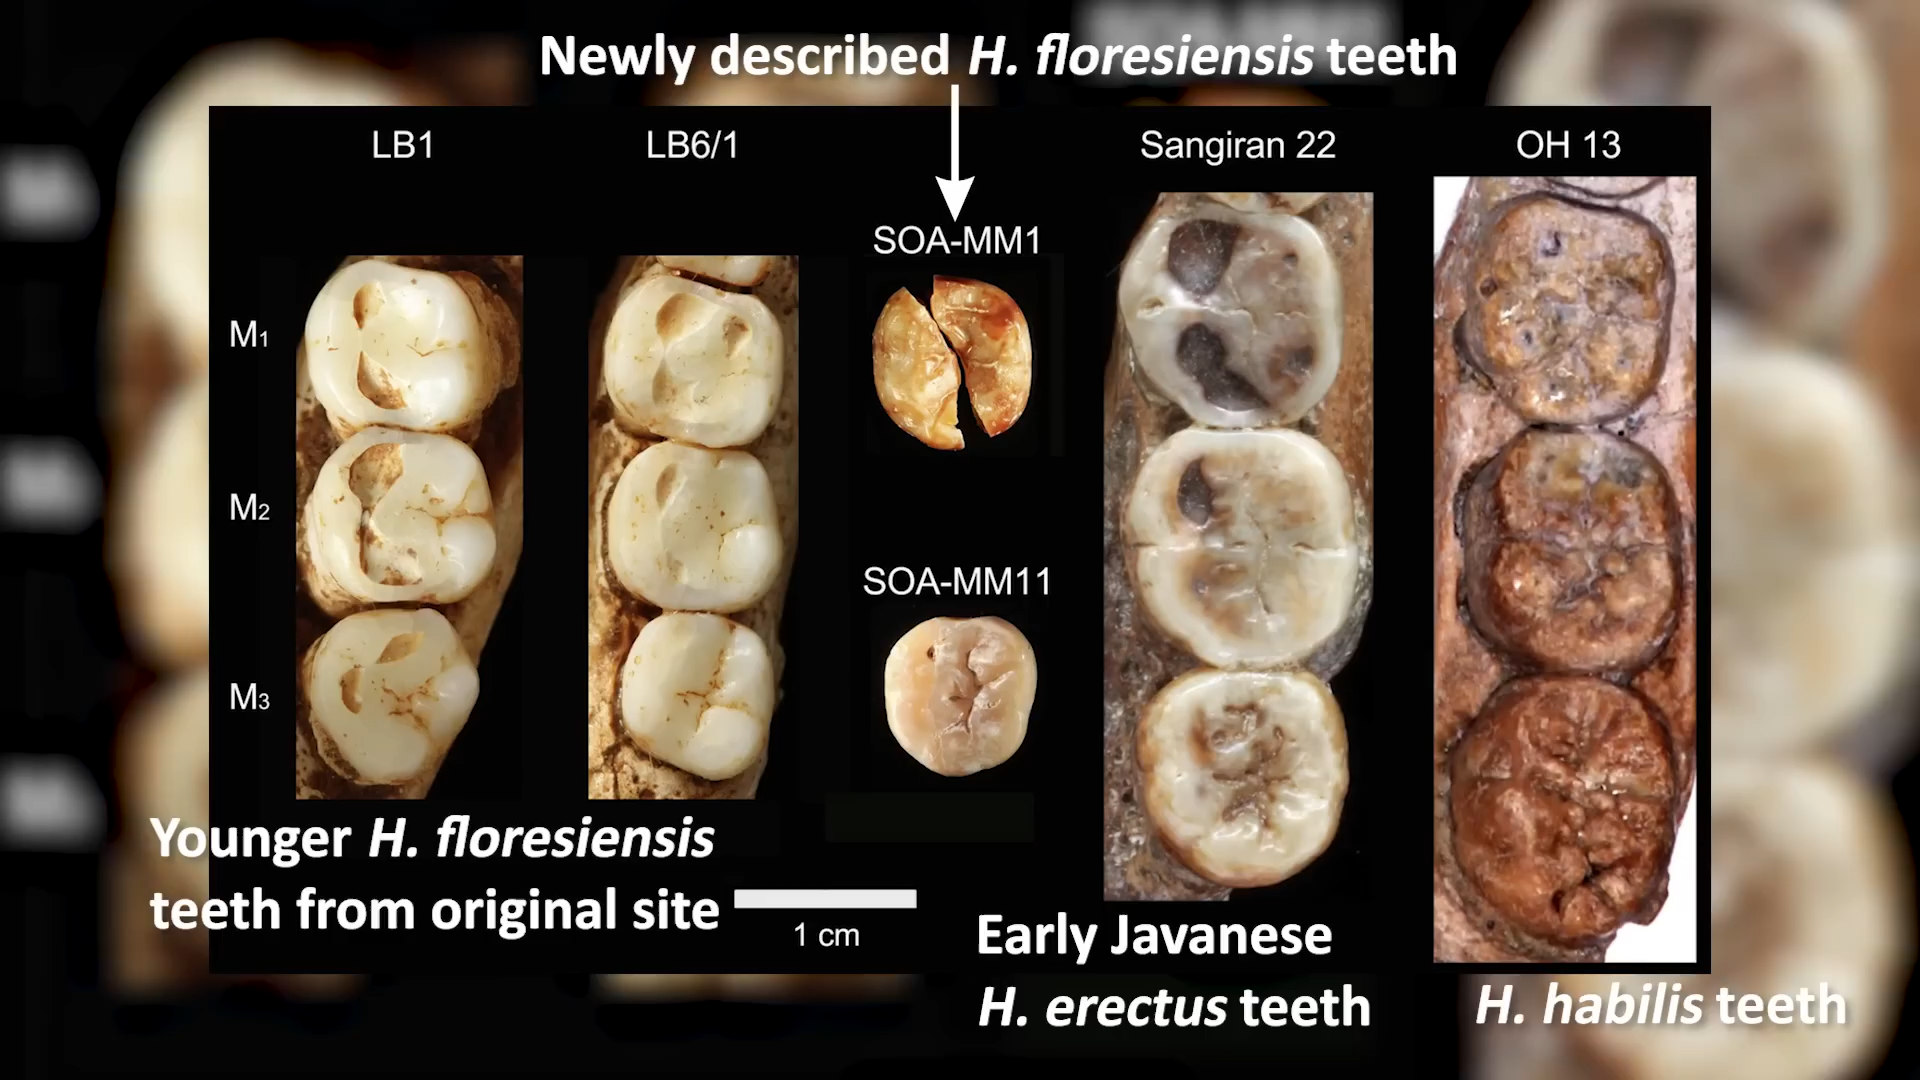 Newly described H. floresiensis teeth
LB1
LB6/1
SOA-MM1
Sangiran 22
OH 13
M1
M2
SOA-MM11
M3
Younger H. floresiensis
teeth from original site
1 cm
Early Javanese
H. erectus teeth
H. habilis teeth